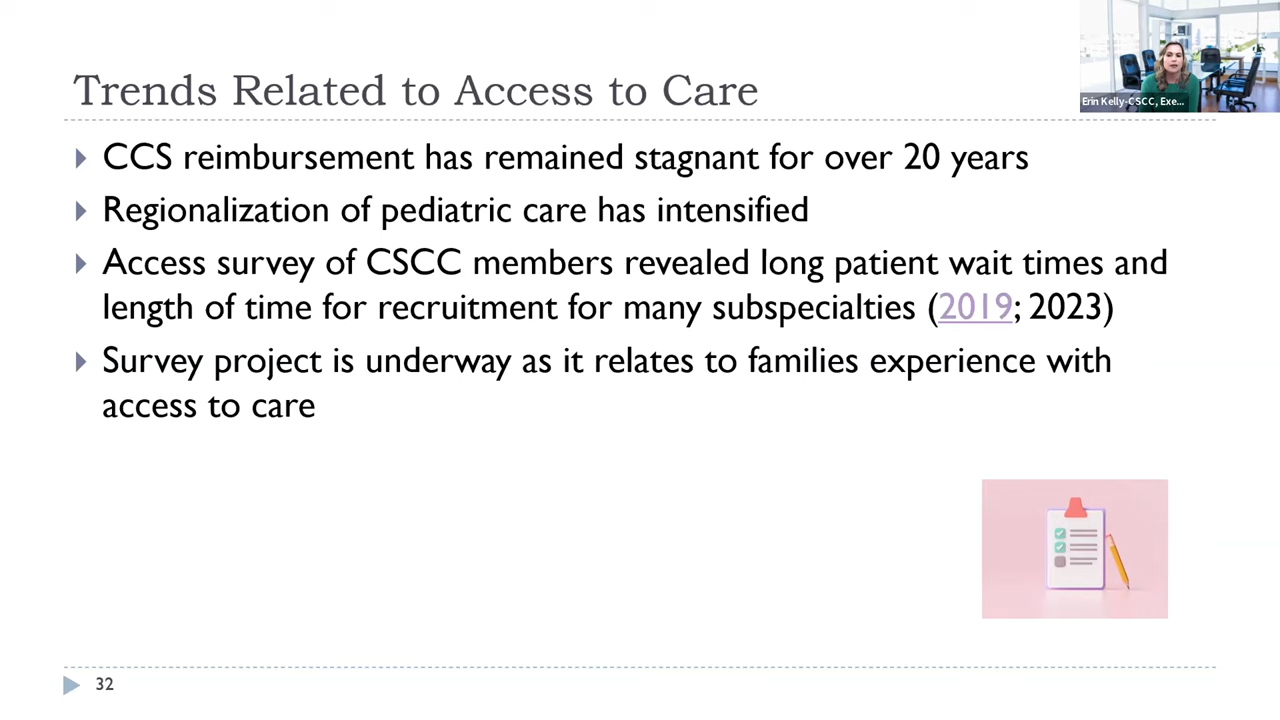 Trends Related to Access to Care
Erin Kelly-CSCC, Exe...
CCS reimbursement has remained stagnant for over 20 years
Regionalization of pediatric care has intensified
Access survey of CSCC members revealed long patient wait times and
length of time for recruitment for many subspecialties (2019; 2023)
Survey project is underway as it relates to families experience with
access to care
32